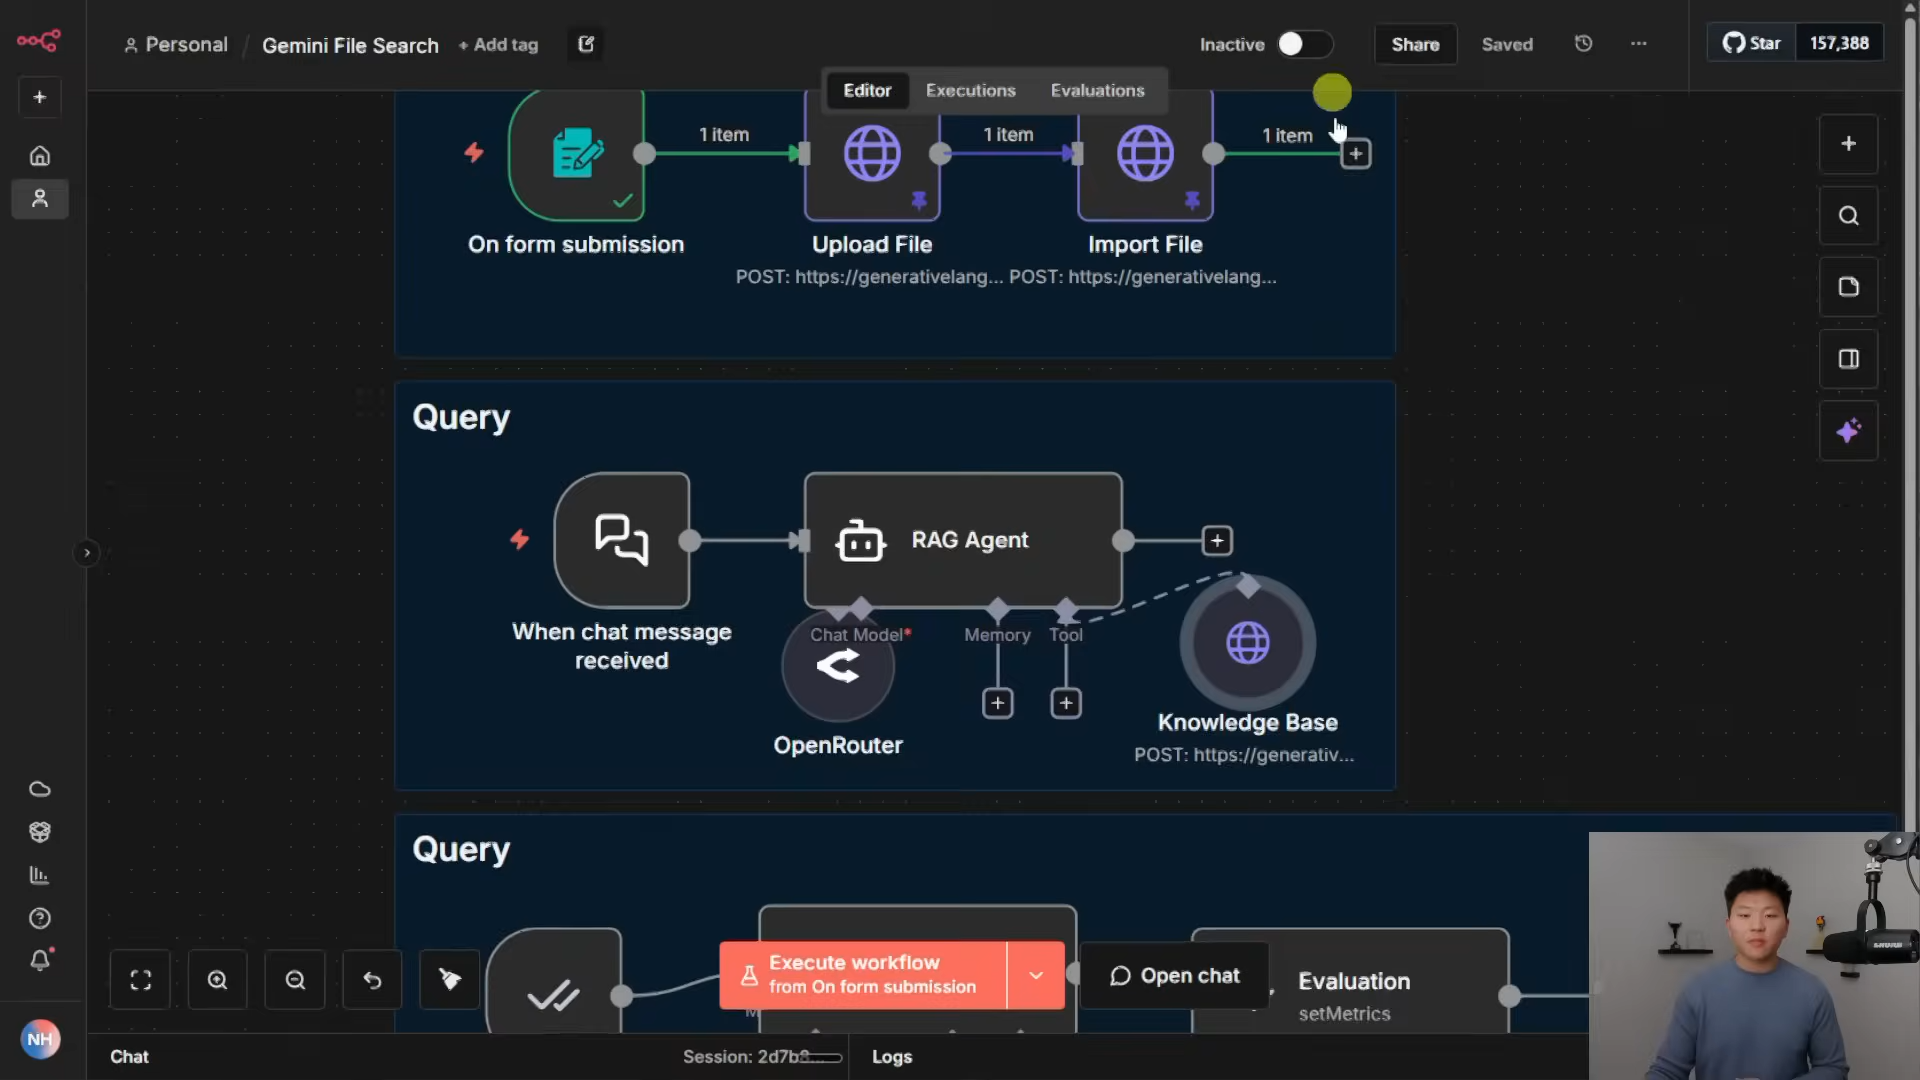 Personal / Gemini File Search + Add tag
Inactive
Share
Saved
Star 157,388
Editor Executions Evaluations
1 item
1 item
1 item
On form submission
Upload File
POST: https://generativelang...
Import File
POST: https://generativelang...
Query
RAG Agent
When chat message
received
Chat Model*
Memory
Tool
OpenRouter
Knowledge Base
POST: https://generativ...
Query
Execute workflow
from On form submission
Open chat
Evaluation
setMetrics
NH
Chat
Session: 2d7b8...
Logs